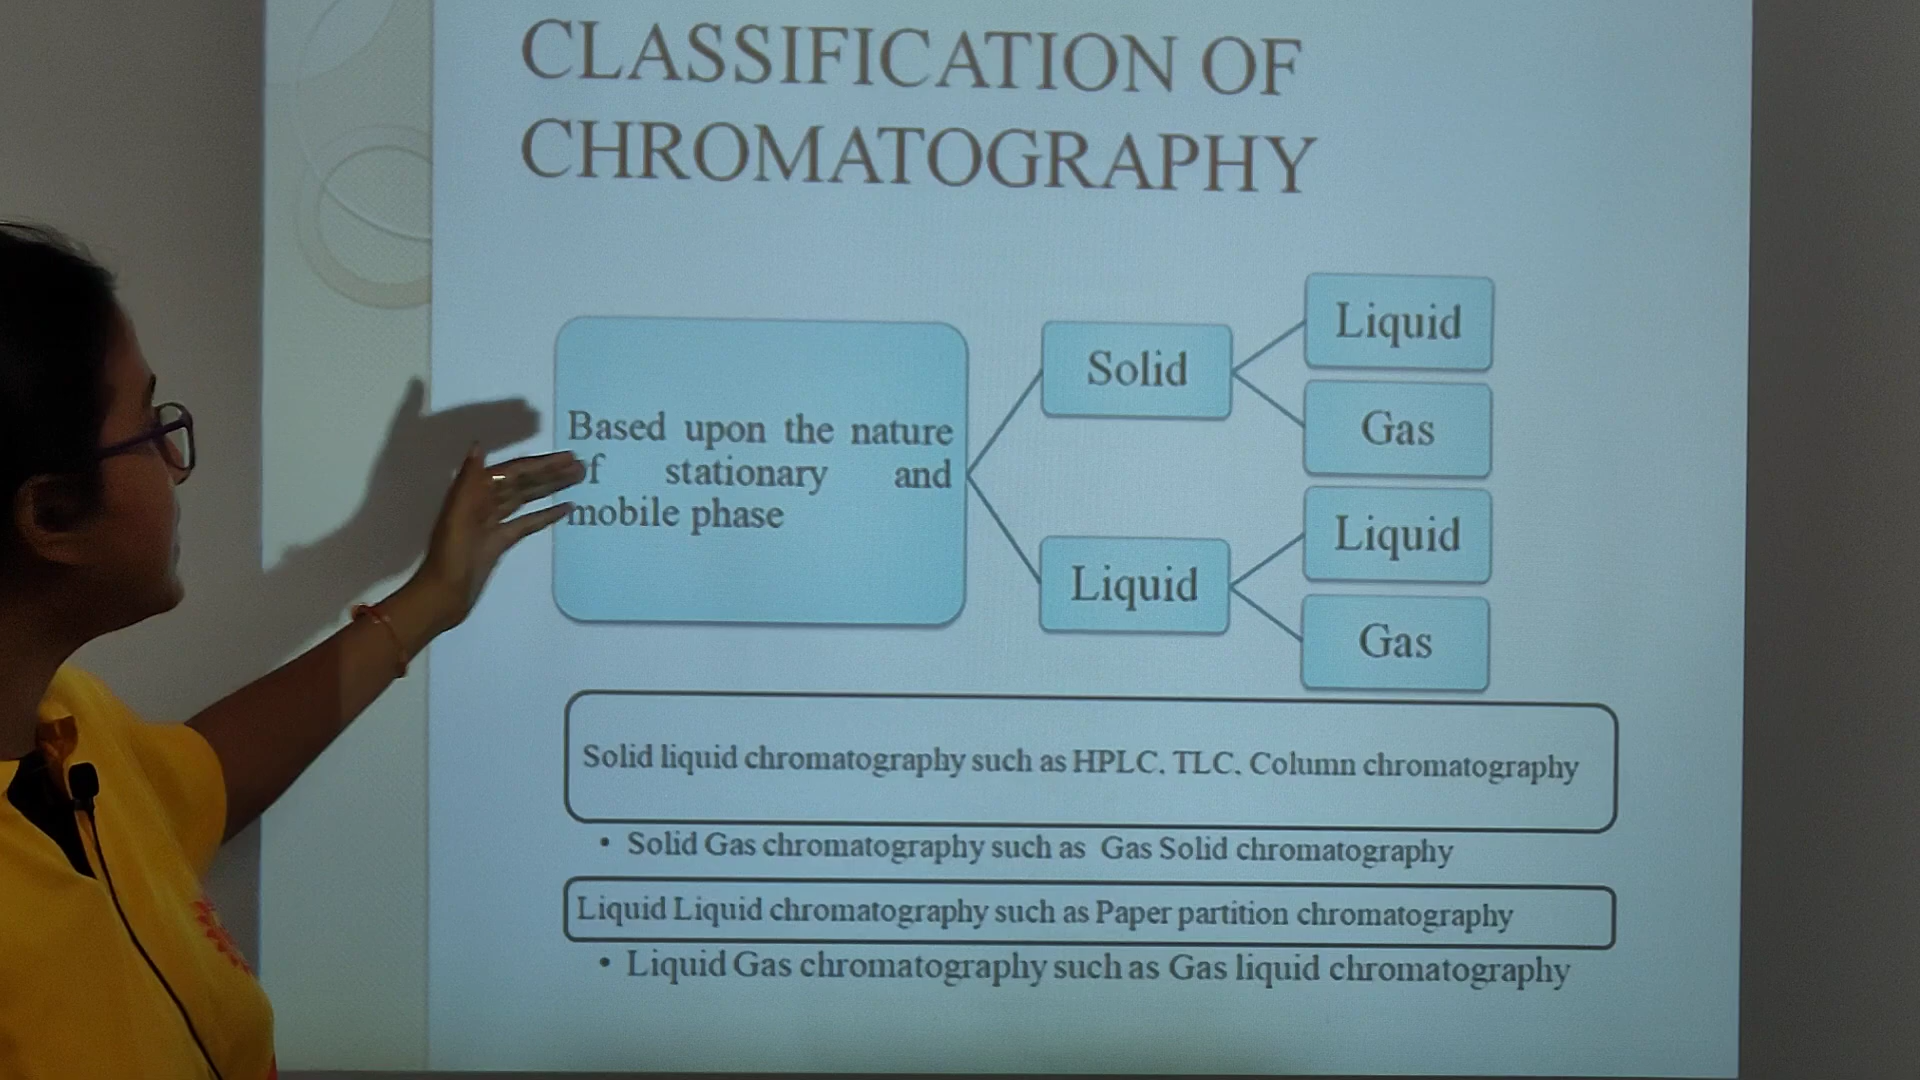 CLASSIFICATION OF
CHROMATOGRAPHY
Based upon the nature
of stationary and
mobile phase
Solid
Liquid
Gas
Liquid
Liquid
Gas
Solid liquid chromatography such as HPLC. TLC. Column chromatography
• Solid Gas chromatography such as Gas Solid chromatography
Liquid Liquid chromatography such as Paper partition chromatography
• Liquid Gas chromatography such as Gas liquid chromatography